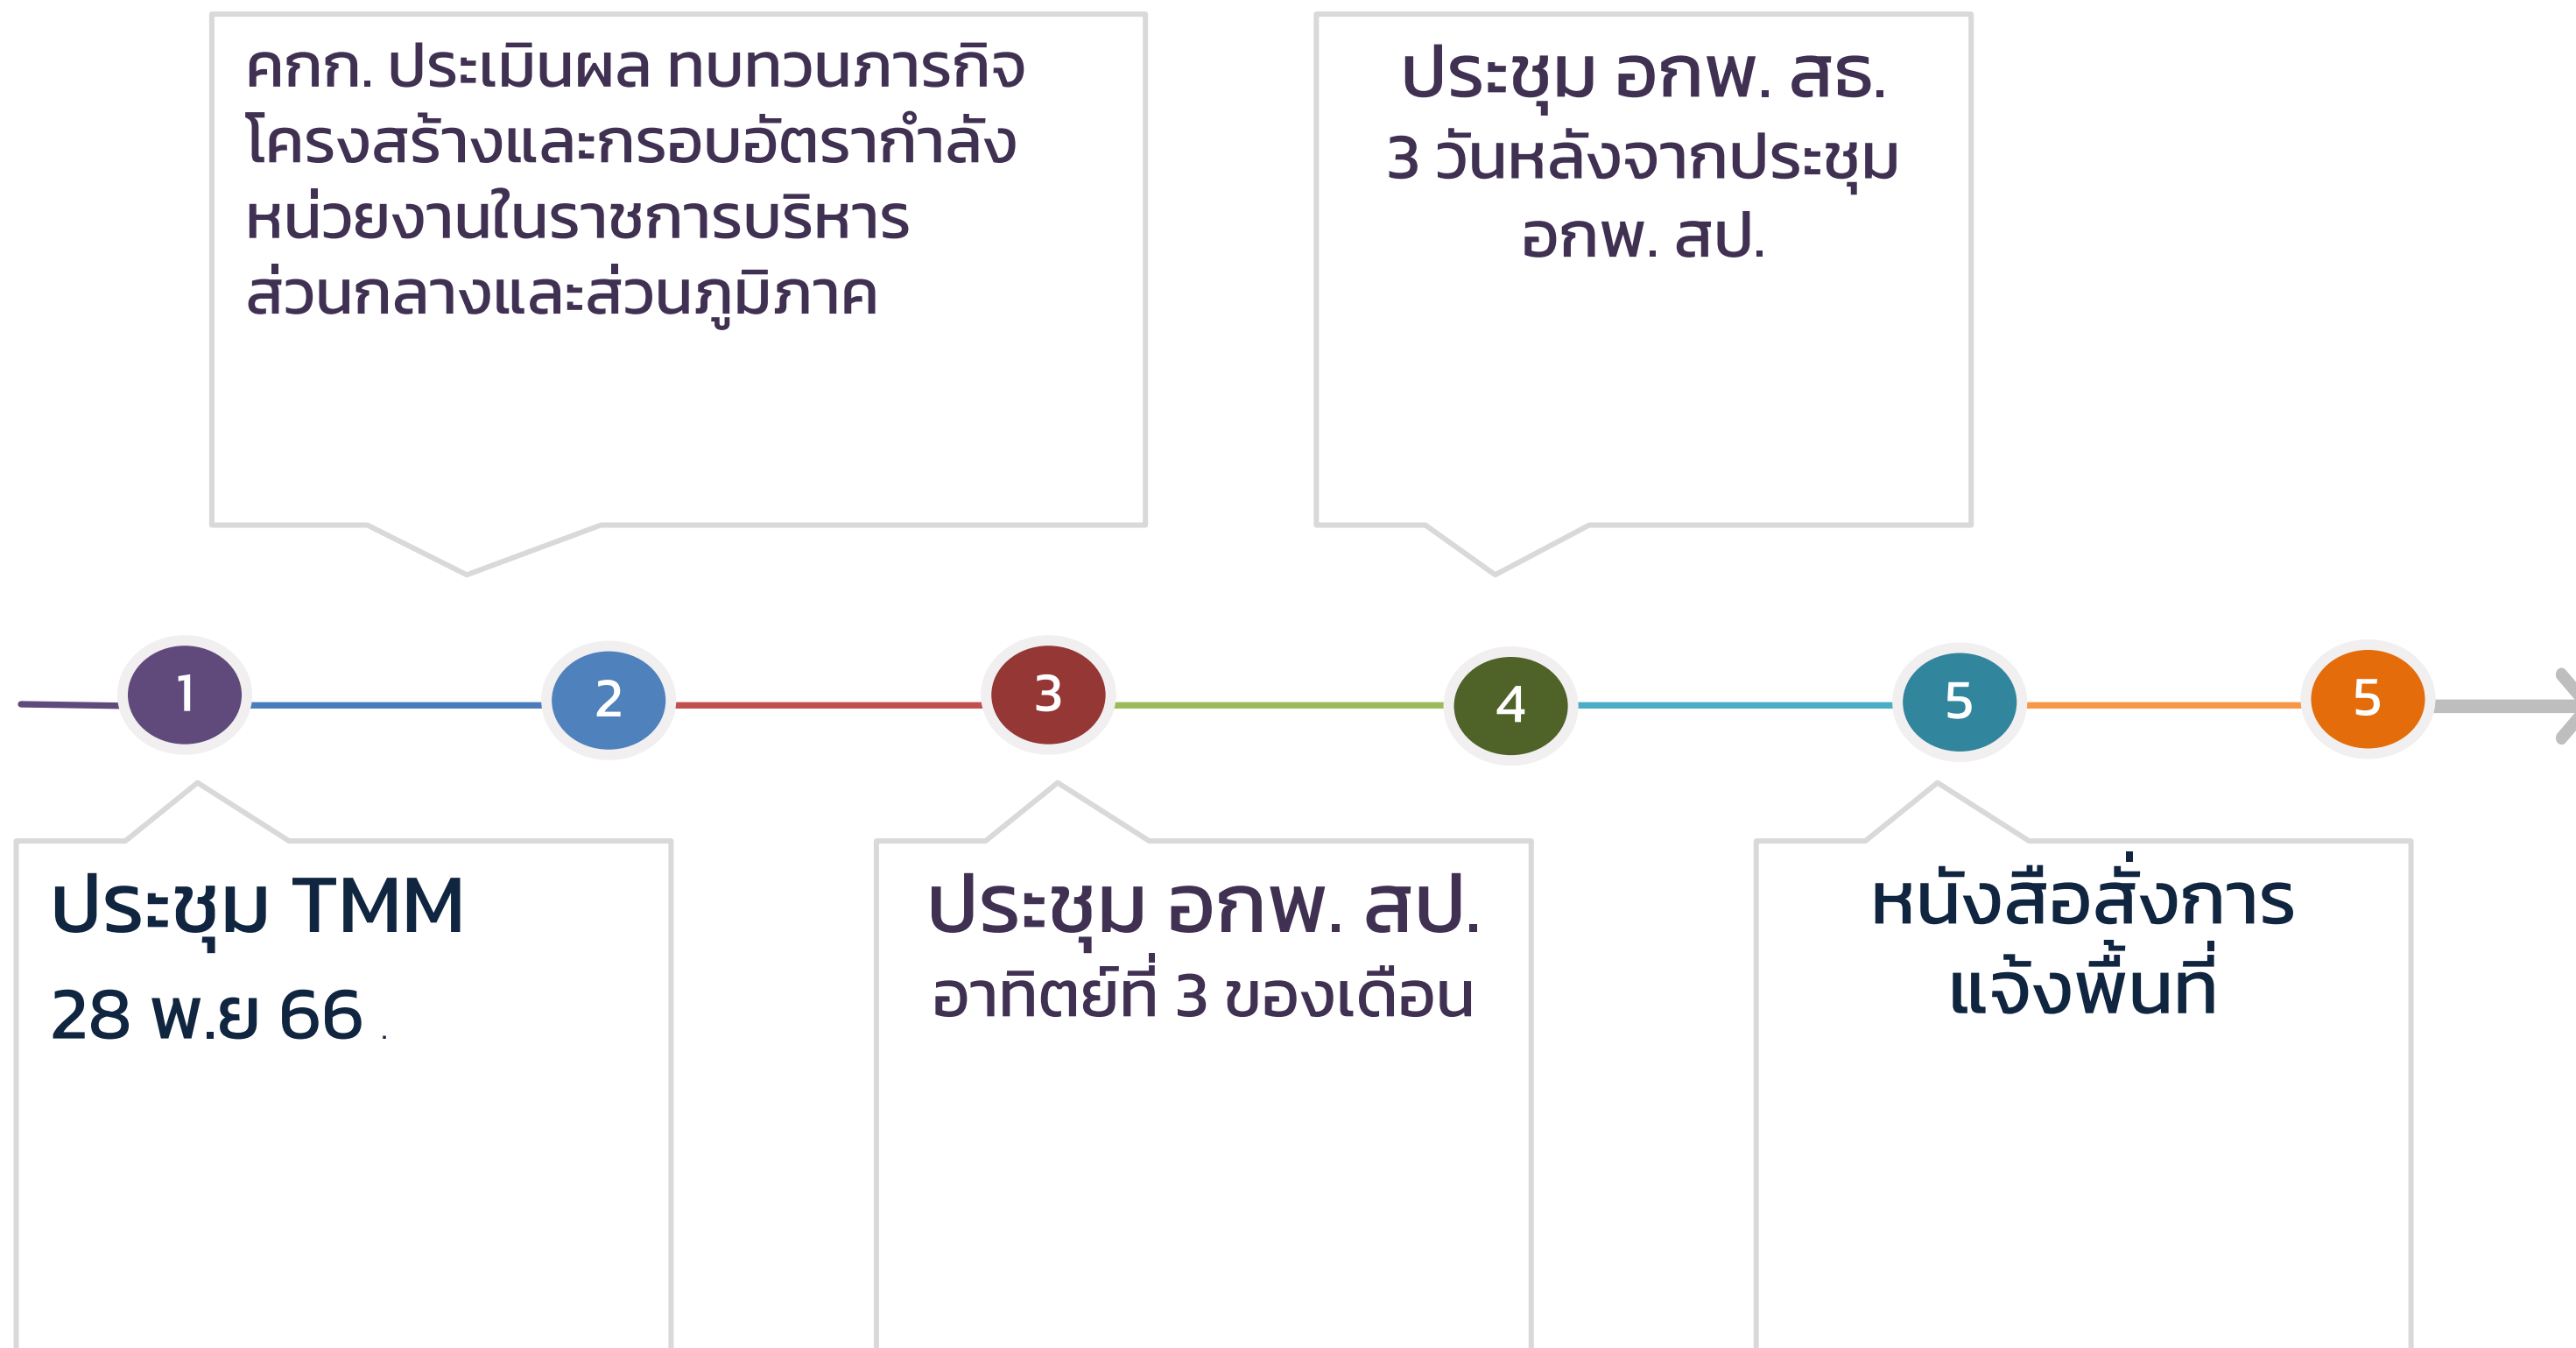 คกก. ประเมินผล ทบทวนภารกิจ
โครงสร้างและกรอบอัตรากำลัง
หน่วยงานในราชการบริหาร
ส่วนกลางและส่วนภูมิภาค
ประชุม อกพ. สธ.
3 วันหลังจากประชุม
อกพ. สป.
1
2
3
4
5
5
ประชุม TMM
28 พ.ย 66 .
ประชุม อกพ. สป.
อาทิตย์ที่ 3 ของเดือน
หนังสือสั่งการ
แจ้งพื้นที่